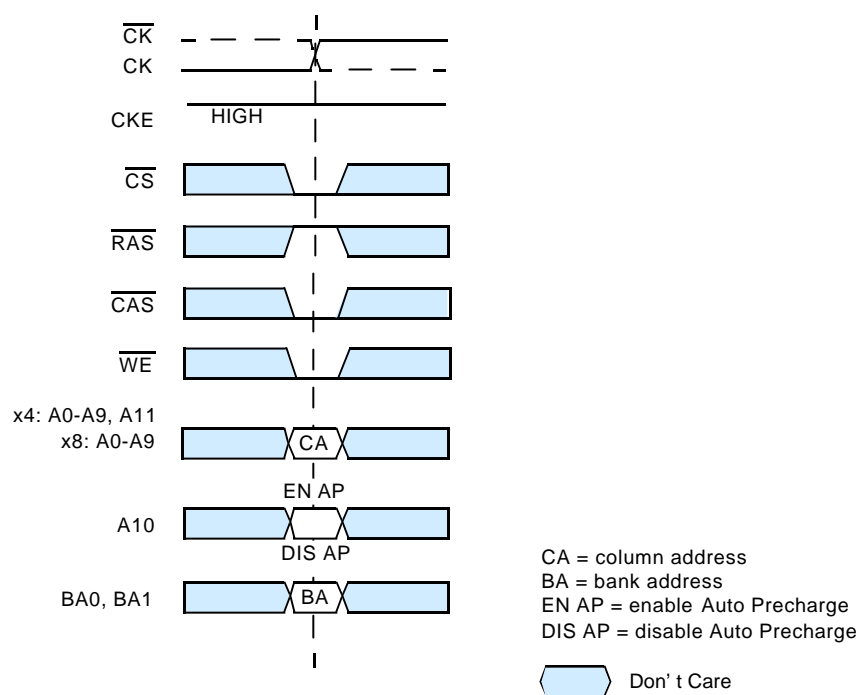 CK
CK
CKE
HIGH
CS
RAS
CAS
WE
x4: A0-A9, A11
x8: A0-A9
CA
EN AP
A10
DIS AP
BA0, BA1
BA
CA = column address
BA = bank address
EN AP = enable Auto Precharge
DIS AP = disable Auto Precharge
Don' t Care